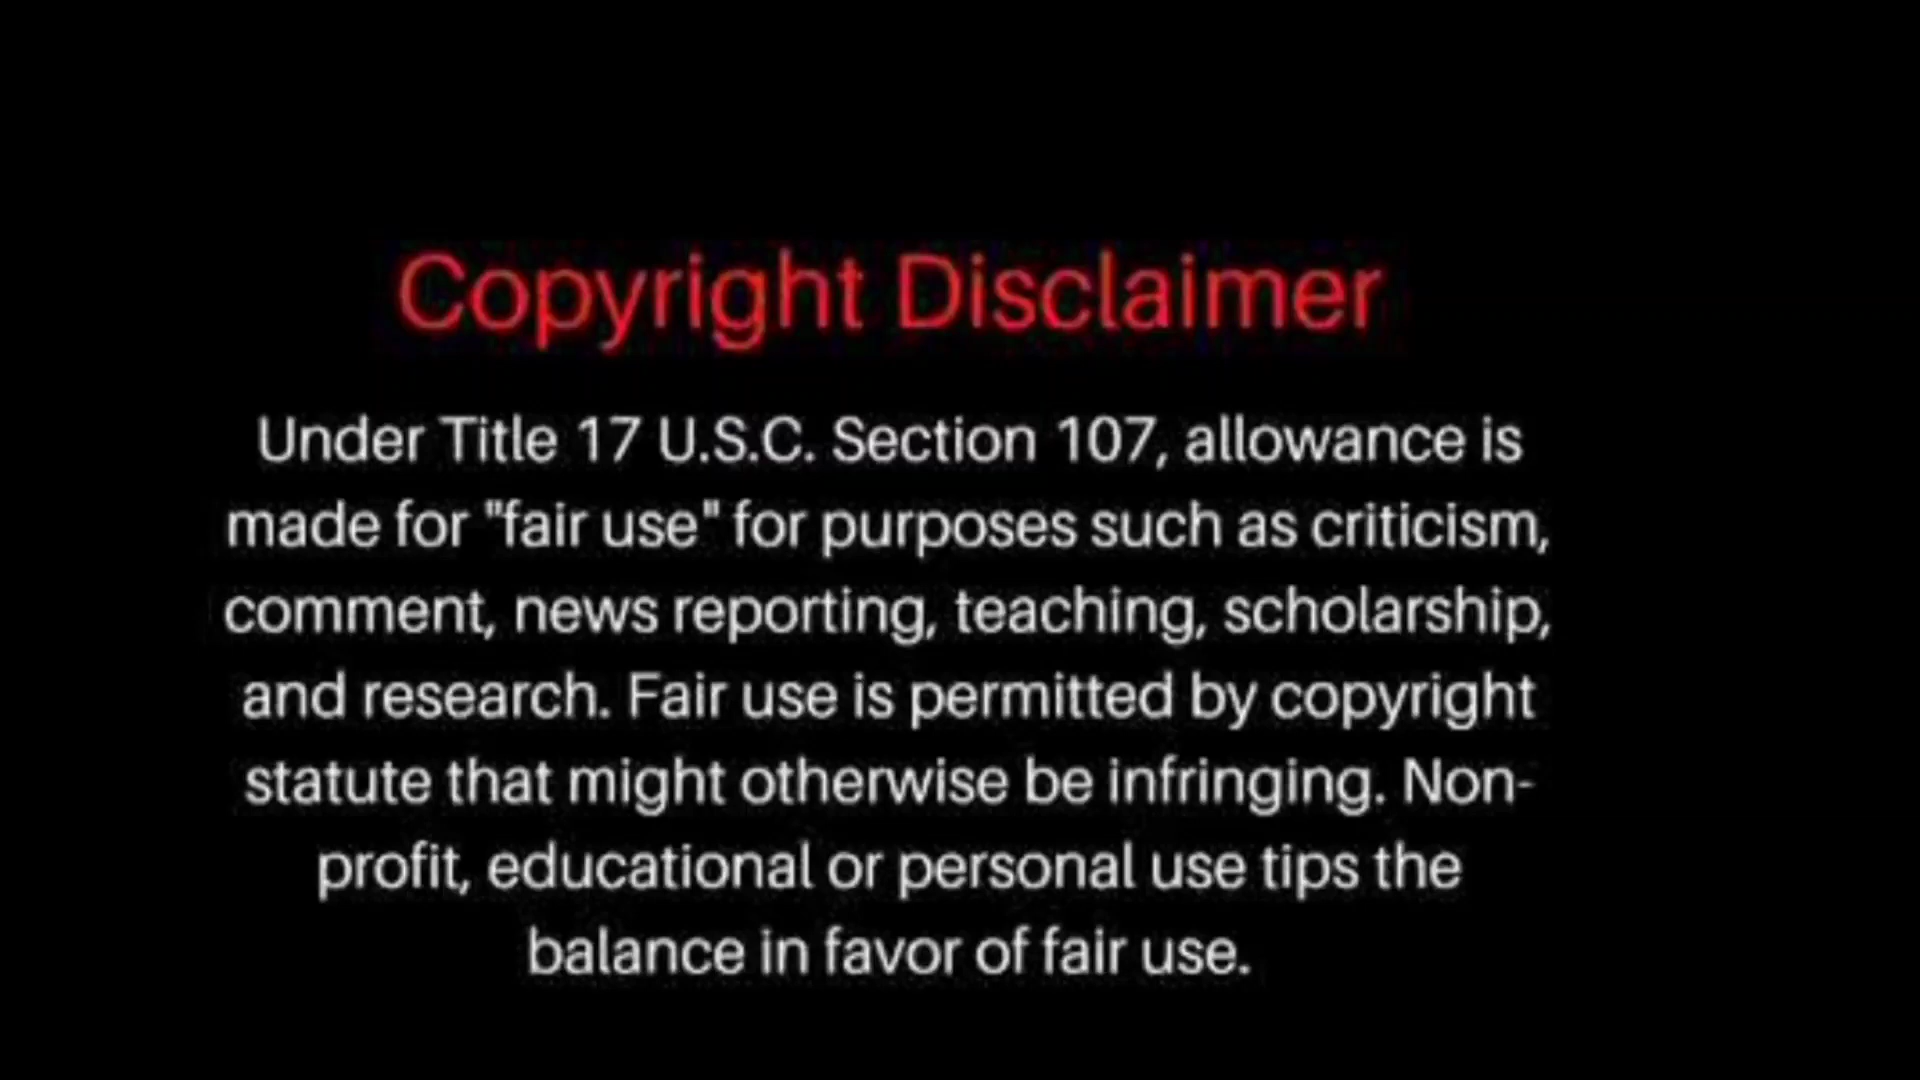 Copyright Disclaimer
Under Title 17 U.S.C. Section 107, allowance is
made for "fair use" for purposes such as criticism,
comment, news reporting, teaching, scholarship,
and research. Fair use is permitted by copyright
statute that might otherwise be infringing. Non-
profit, educational or personal use tips the
balance in favor of fair use.